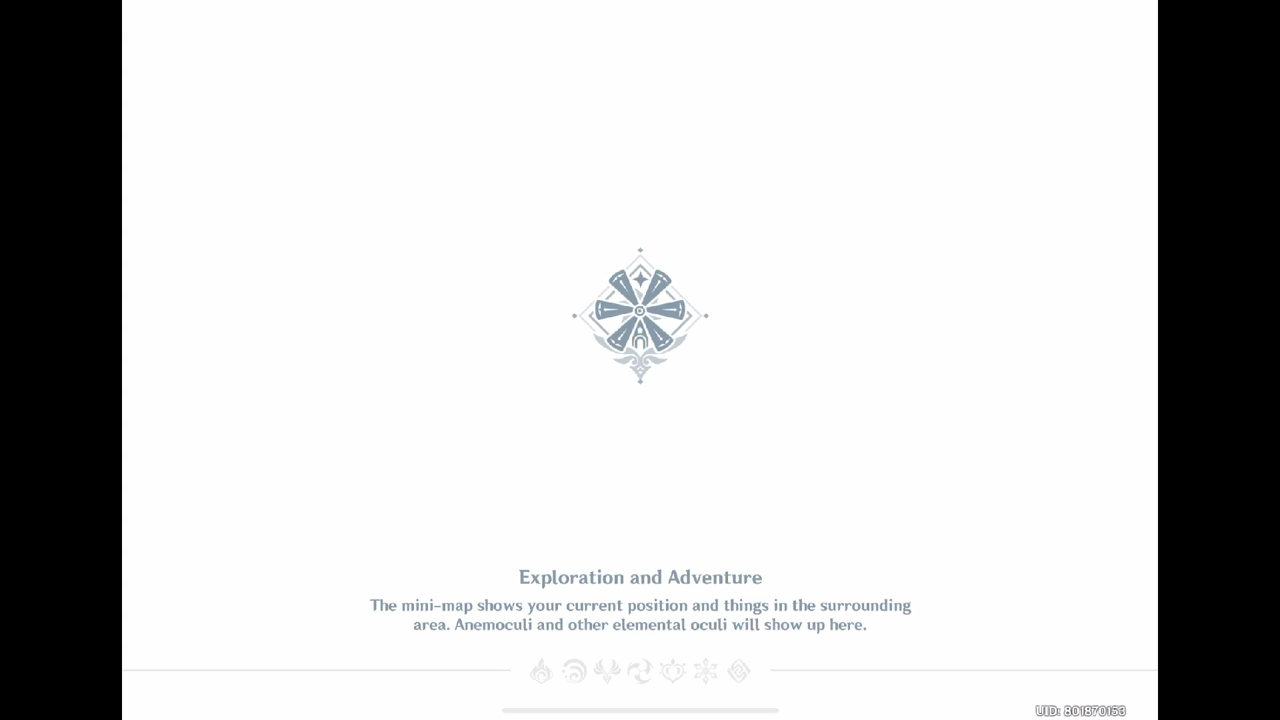 Exploration and Adventure
The mini-map shows your current position and things in the surrounding
area. Anemoculi and other elemental oculi will show up here.
UID: 801870153